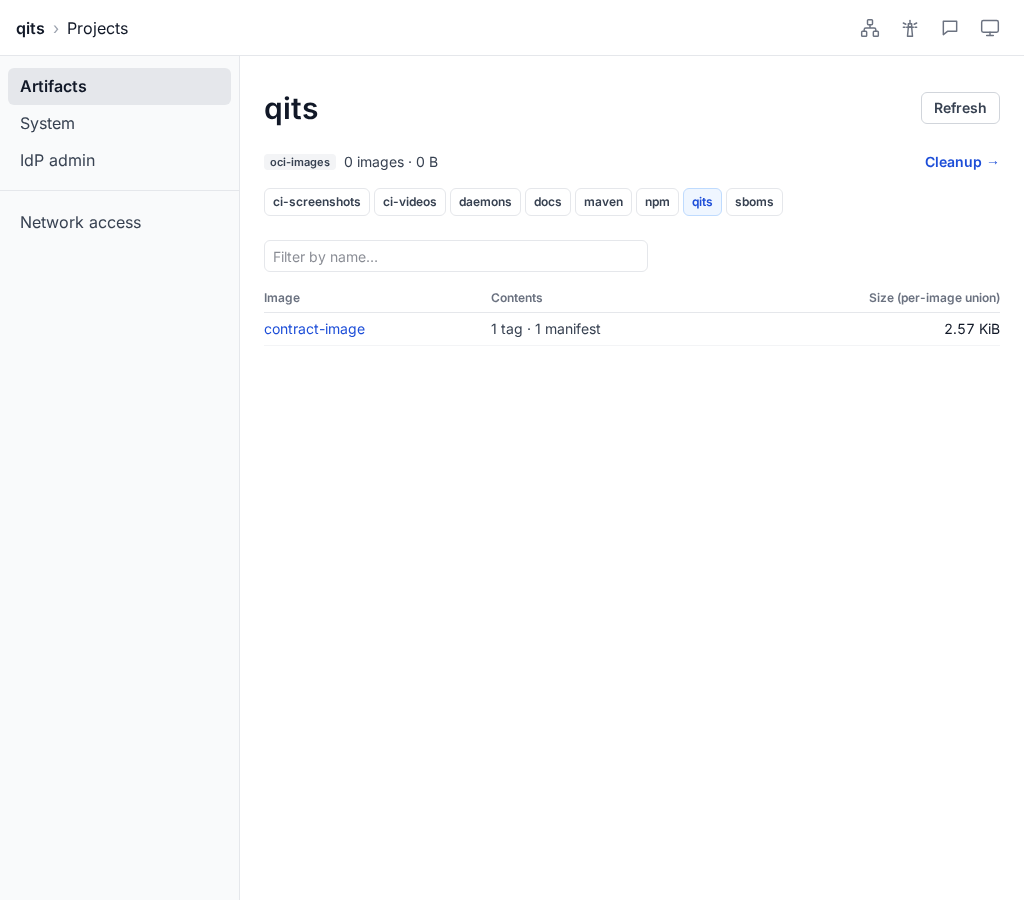 qits › Projects
Artifacts
System
IdP admin
Network access
qits
Refresh
oci-images 0 images · 0 B
Cleanup →
ci-screenshots ci-videos daemons docs maven npm qits sboms
Filter by name...
Image Contents Size (per-image union)
contract-image 1 tag · 1 manifest 2.57 KiB